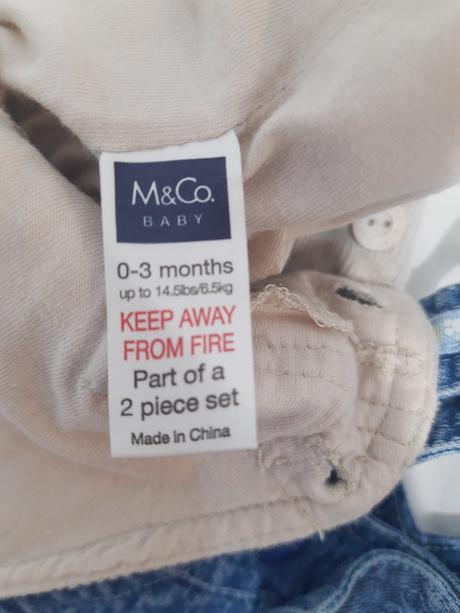 M&Co.
BABY
0-3 months
up to 14.5lbs/6.5kg
KEEP AWAY
FROM FIRE
Part of a
2 piece set
Made in China